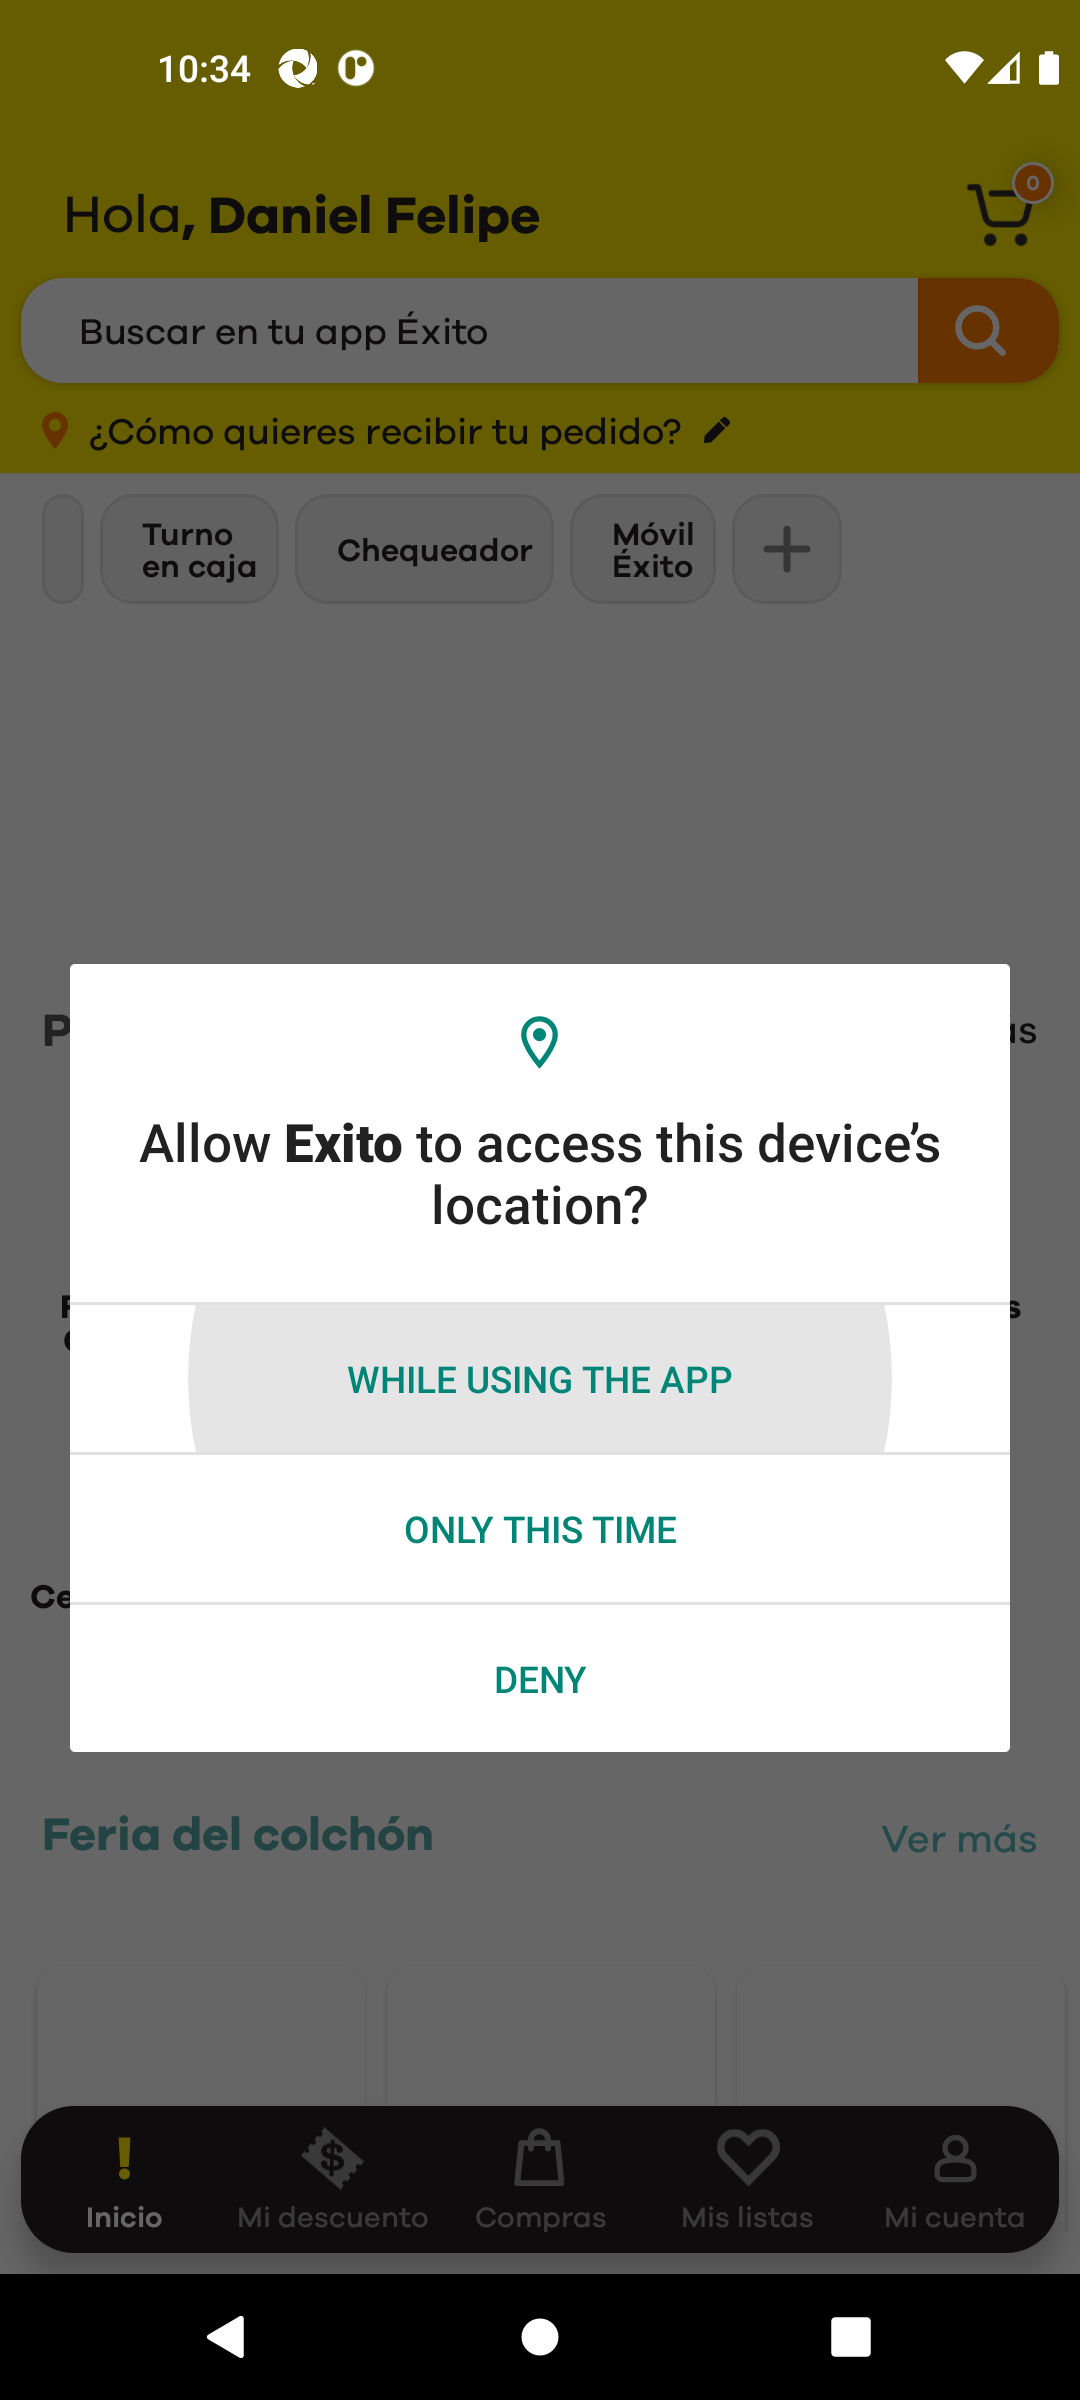 10:34
Hola, Daniel Felipe
0
Buscar en tu app Éxito
¿Cómo quieres recibir tu pedido?
Turno
en caja
Chequeador
Móvil
Éxito
Allow Exito to access this device’s
location?
WHILE USING THE APP
ONLY THIS TIME
DENY
Feria del colchón
Ver más
Inicio
Mi descuento
Compras
Mis listas
Mi cuenta